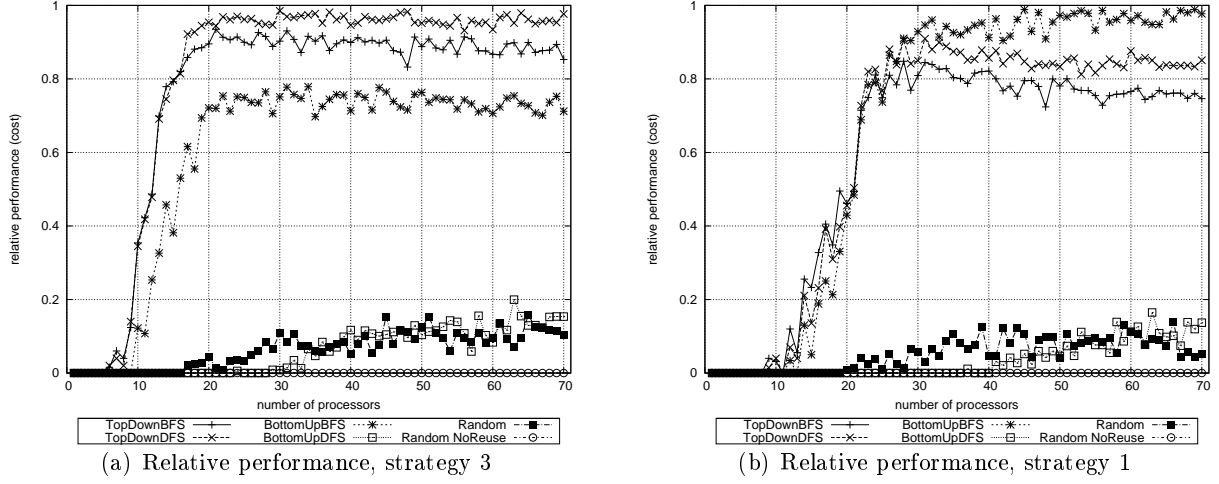 relative performance (cost)
1
0.8
0.6
0.4
0.2
0
0 10 20 30 40 50 60 70
number of processors
TopDownBFS BottomUpBFS Random
TopDownDFS BottomUpDFS Random NoReuse
(a) Relative performance, strategy 3
relative performance (cost)
1
0.8
0.6
0.4
0.2
0
0 10 20 30 40 50 60 70
number of processors
TopDownBFS BottomUpBFS Random
TopDownDFS BottomUpDFS Random NoReuse
(b) Relative performance, strategy 1